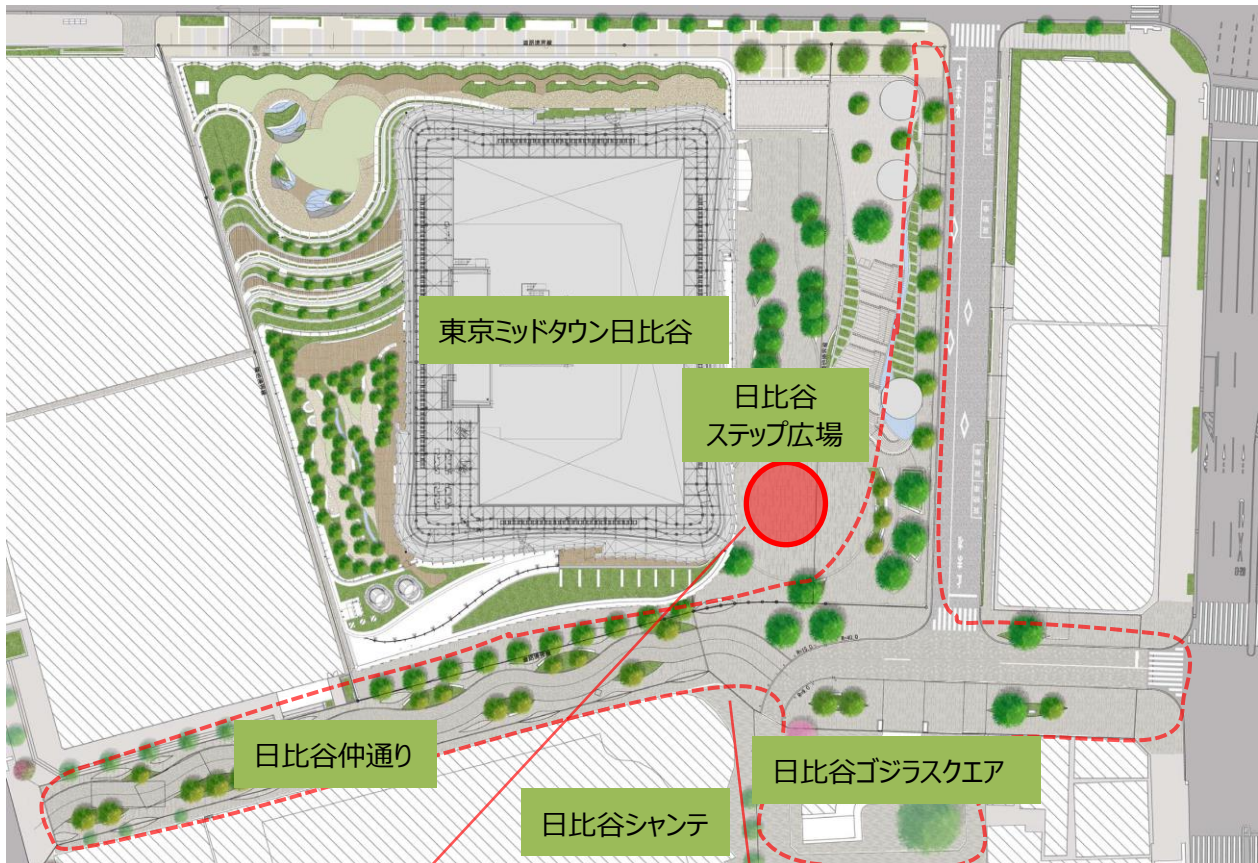 東京ミッドタウン日比谷
日比谷
ステップ広場
日比谷仲通り
日比谷ゴジラスクエア
日比谷シャンテ